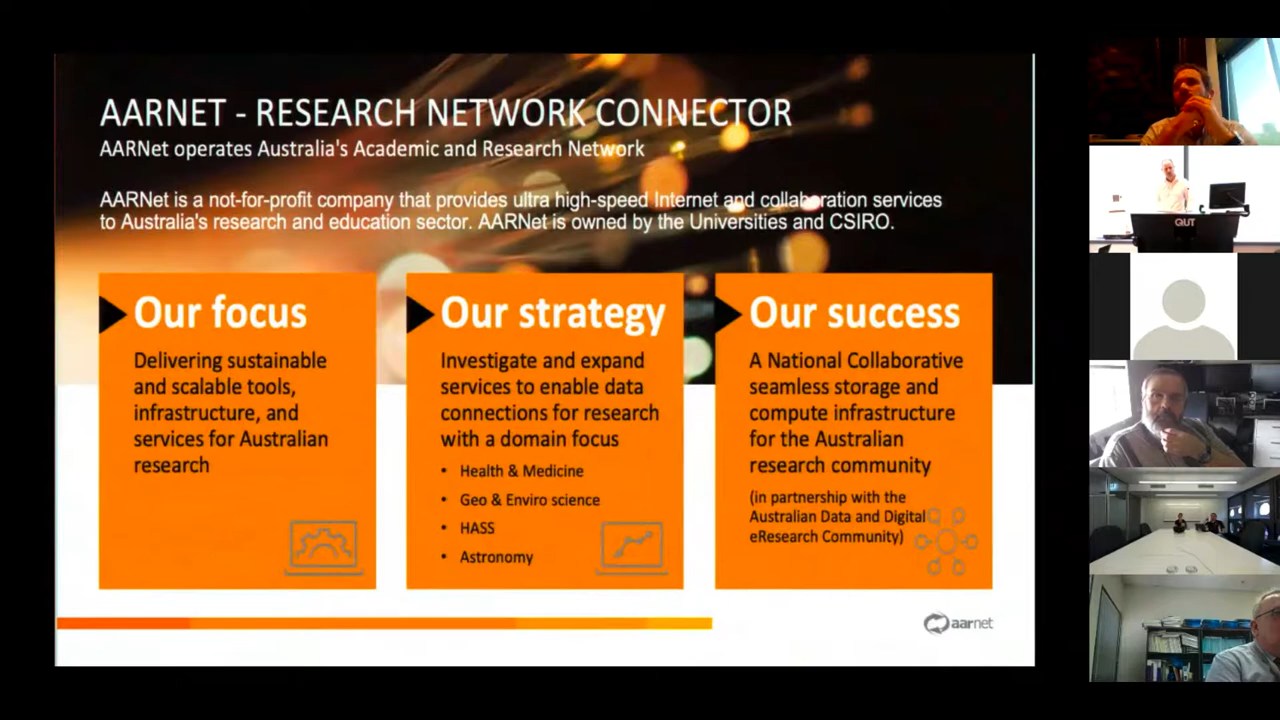 AARNET - RESEARCH NETWORK CONNECTOR
AARNet operates Australia's Academic and Research Network
AARNet is a not-for-profit company that provides ultra high-speed Internet and collaboration services
to Australia's research and education sector. AARNet is owned by the Universities and CSIRO.
Our focus
Delivering sustainable
and scalable tools,
infrastructure, and
services for Australian
research
Our strategy
Investigate and expand
services to enable data
connections for research
with a domain focus
• Health & Medicine
• Geo & Enviro science
• HASS
• Astronomy
Our success
A National Collaborative
seamless storage and
compute infrastructure
for the Australian
research community
(in partnership with the
Australian Data and Digital
eResearch Community)
aarnet
QUT